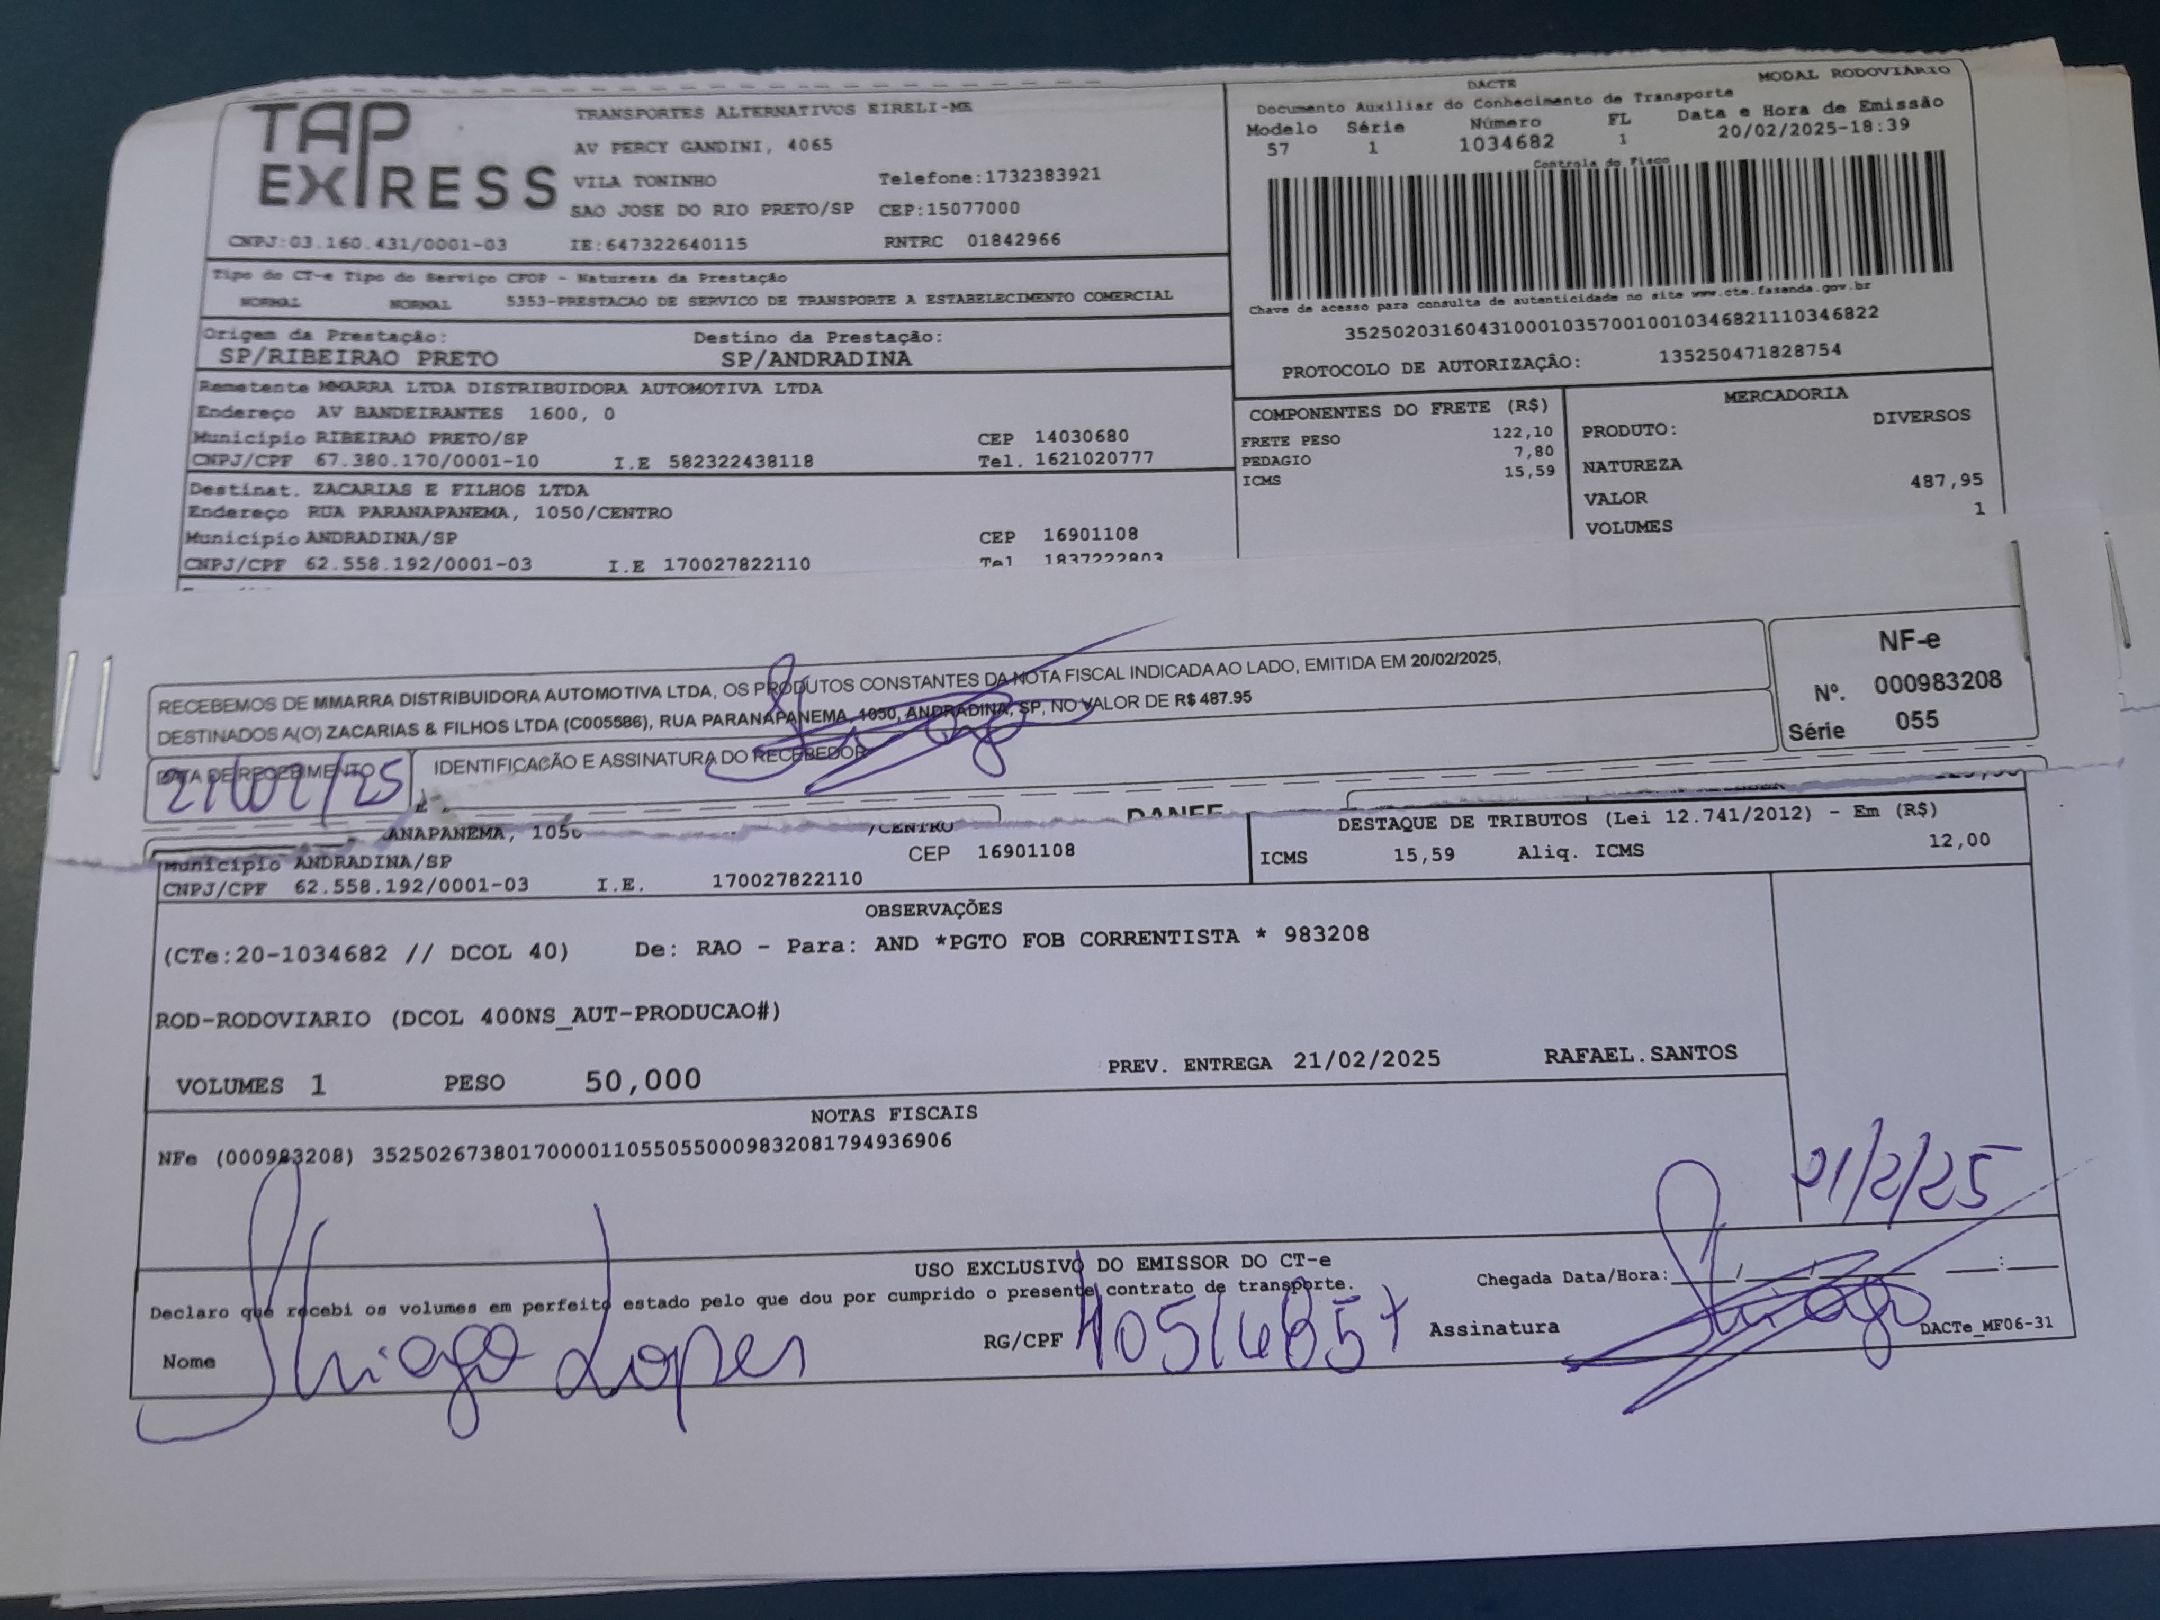 TAP EXPRESS
TRANSPORTES ALTERNATIVOS EIRELI-ME
AV PERCY GANDINI, 4065
VILA TONINHO Telefone:1732383921
SAO JOSE DO RIO PRETO/SP CEP:15077000
CNPJ:03.160.431/0001-03 IE:647322640115 RNTRC 01842966
DACTE MODAL RODOVIÁRIO
Documento Auxiliar do Conhecimento de Transporte
Modelo Série Número FL Data e Hora de Emissão
57 1 1034682 1 20/02/2025-18:39
Controle do Fisco
Chave de acesso para consulta de autenticidade no site www.cte.fazenda.gov.br
35250203160431000103570010010346821110346822
PROTOCOLO DE AUTORIZAÇÃO: 135250471828754
Tipo do CT-e Tipo do Serviço CFOP - Natureza da Prestação
NORMAL NORMAL 5353-PRESTACAO DE SERVICO DE TRANSPORTE A ESTABELECIMENTO COMERCIAL
Origem da Prestação: Destino da Prestação:
SP/RIBEIRAO PRETO SP/ANDRADINA
Remetente MMARRA LTDA DISTRIBUIDORA AUTOMOTIVA LTDA
Endereço AV BANDEIRANTES 1600, 0
Município RIBEIRAO PRETO/SP CEP 14030680
CNPJ/CPF 67.380.170/0001-10 I.E 582322438118 Tel. 1621020777
Destinat. ZACARIAS E FILHOS LTDA
Endereço RUA PARANAPANEMA, 1050/CENTRO
Município ANDRADINA/SP CEP 16901108
CNPJ/CPF 62.558.192/0001-03 I.E 170027822110 Tel 1837222803
COMPONENTES DO FRETE (R$)
FRETE PESO 122,10
PEDAGIO 7,80
ICMS 15,59
MERCADORIA
PRODUTO: DIVERSOS
NATUREZA
VALOR 487,95
VOLUMES 1
RECEBEMOS DE MMARRA DISTRIBUIDORA AUTOMOTIVA LTDA, OS PRODUTOS CONSTANTES DA NOTA FISCAL INDICADA AO LADO, EMITIDA EM 20/02/2025,
DESTINADOS A(O) ZACARIAS & FILHOS LTDA (C005586), RUA PARANAPANEMA, 1050, ANDRADINA, SP, NO VALOR DE R$ 487.95
DATA DE RECEBIMENTO IDENTIFICAÇÃO E ASSINATURA DO RECEBEDOR
21/02/25
NF-e
Nº. 000983208
Série 055
DANFE
ANAPANEMA, 1050 /CENTRO
Município ANDRADINA/SP CEP 16901108
CNPJ/CPF 62.558.192/0001-03 I.E. 170027822110
DESTAQUE DE TRIBUTOS (Lei 12.741/2012) - Em (R$)
ICMS 15,59 Aliq. ICMS 12,00
OBSERVAÇÕES
(CTe:20-1034682 // DCOL 40) De: RAO - Para: AND *PGTO FOB CORRENTISTA * 983208
ROD-RODOVIARIO (DCOL 400NS_AUT-PRODUCAO#)
VOLUMES 1 PESO 50,000 PREV. ENTREGA 21/02/2025 RAFAEL.SANTOS
NOTAS FISCAIS
NFe (000983208) 35250267380170000110550550009832081794936906
21/2/25
USO EXCLUSIVO DO EMISSOR DO CT-e
Declaro que recebi os volumes em perfeito estado pelo que dou por cumprido o presente contrato de transporte.
Chegada Data/Hora:____/____/____ ___:___
Nome Thiago Lopes RG/CPF Assinatura Thiago
DACTe_MF06-31